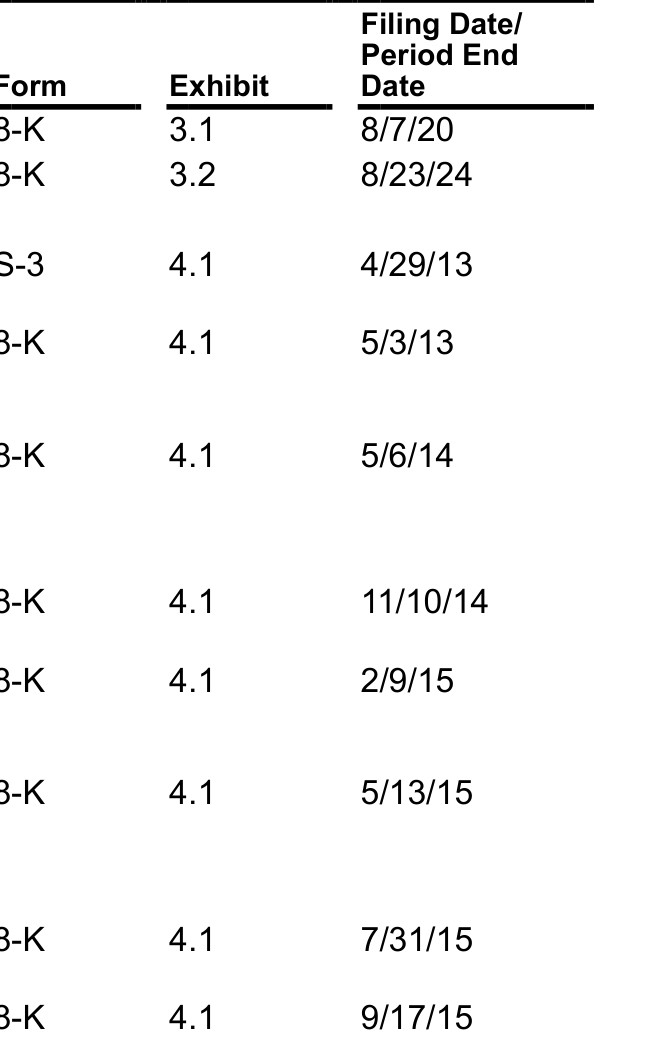 Filing Date/
Period End
Form Exhibit Date
8-K 3.1 8/7/20
8-K 3.2 8/23/24
S-3 4.1 4/29/13
8-K 4.1 5/3/13
8-K 4.1 5/6/14
8-K 4.1 11/10/14
8-K 4.1 2/9/15
8-K 4.1 5/13/15
8-K 4.1 7/31/15
8-K 4.1 9/17/15